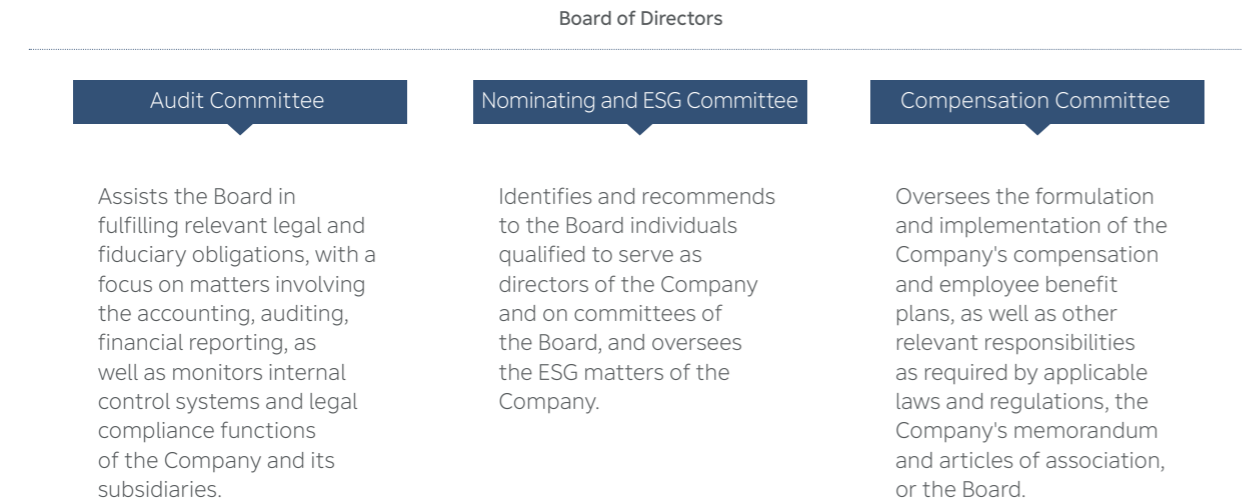 Board of Directors
Audit Committee
Assists the Board in
fulfilling relevant legal and
fiduciary obligations, with a
focus on matters involving
the accounting, auditing,
financial reporting, as
well as monitors internal
control systems and legal
compliance functions
of the Company and its
subsidiaries.
Nominating and ESG Committee
Identifies and recommends
to the Board individuals
qualified to serve as
directors of the Company
and on committees of
the Board, and oversees
the ESG matters of the
Company.
Compensation Committee
Oversees the formulation
and implementation of the
Company's compensation
and employee benefit
plans, as well as other
relevant responsibilities
as required by applicable
laws and regulations, the
Company's memorandum
and articles of association,
or the Board.